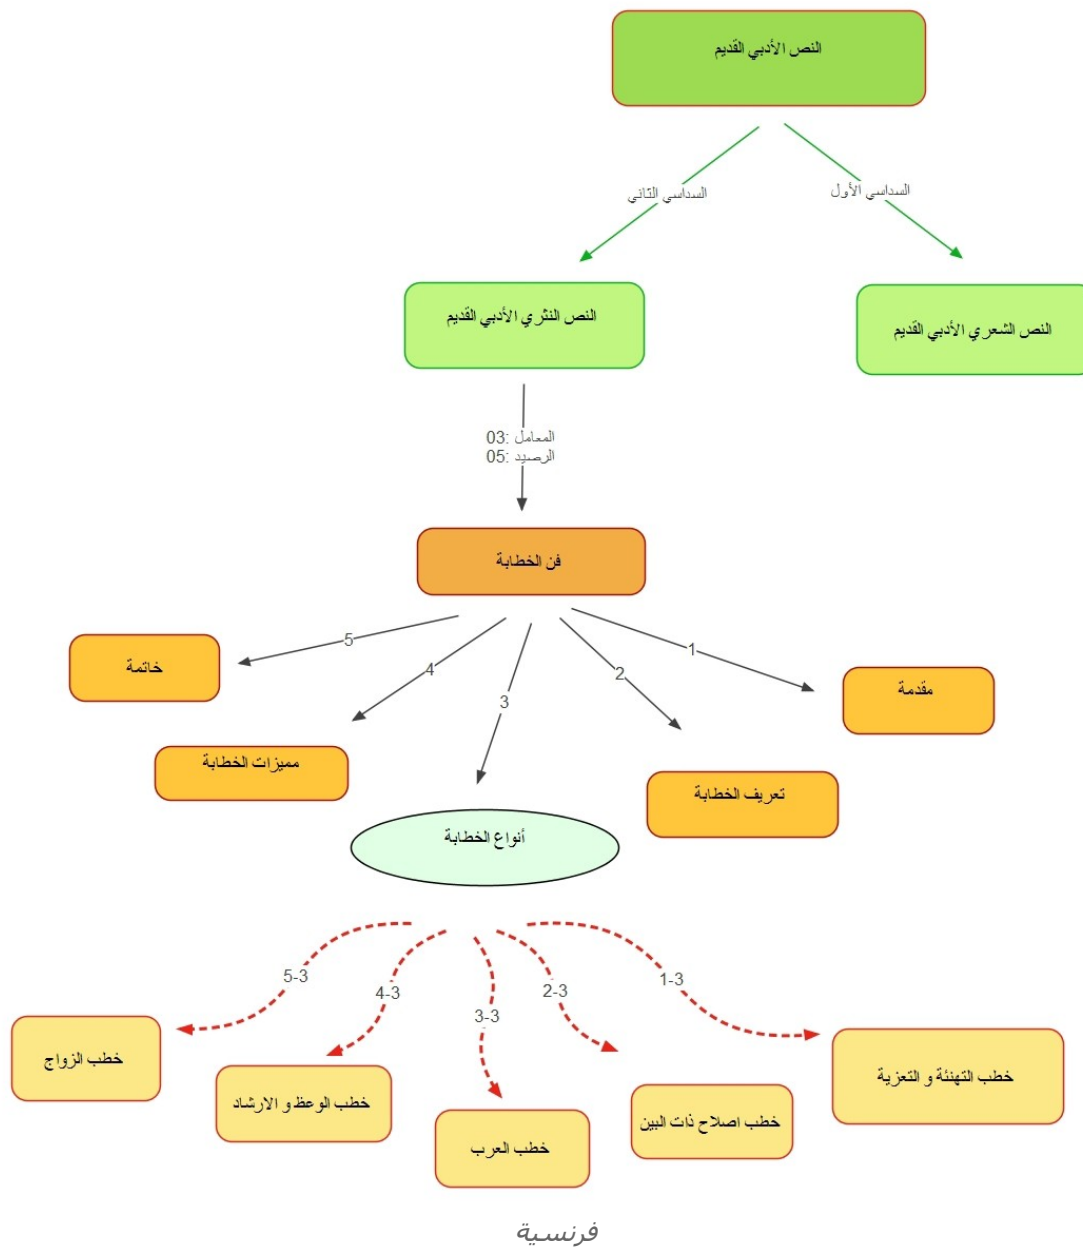 النص الأدبي القديم
السداسي الأول
السداسي الثاني
النص الشعري الأدبي القديم
النص النثري الأدبي القديم
المعامل :03
الرصيد :05
فن الخطابة
1
2
3
4
5
مقدمة
تعريف الخطابة
أنواع الخطابة
مميزات الخطابة
خاتمة
1-3
2-3
3-3
4-3
5-3
خطب التهنئة و التعزية
خطب اصلاح ذات البين
خطب العرب
خطب الوعظ و الارشاد
خطب الزواج
فرنسية